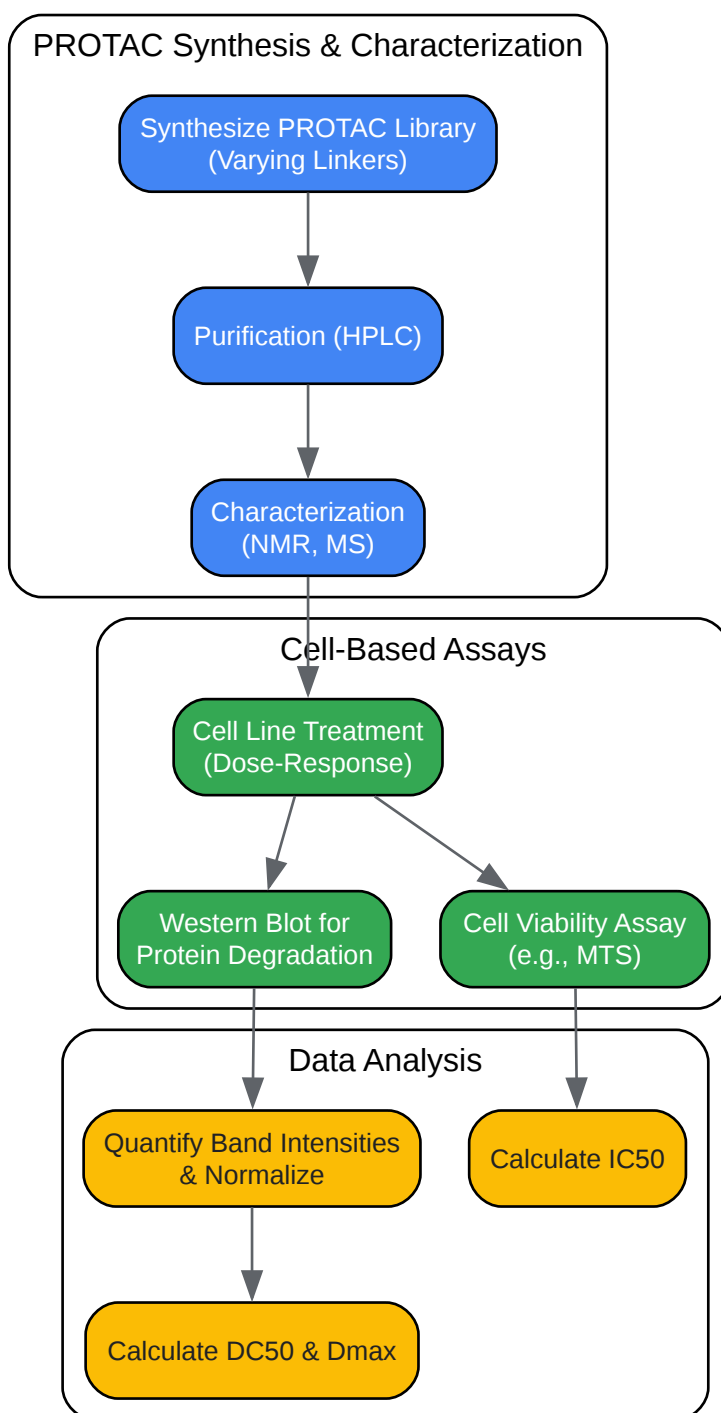 PROTAC Synthesis & Characterization
Synthesize PROTAC Library
(Varying Linkers)
Purification (HPLC)
Characterization
(NMR, MS)
Cell-Based Assays
Cell Line Treatment
(Dose-Response)
Western Blot for
Protein Degradation
Cell Viability Assay
(e.g., MTS)
Data Analysis
Quantify Band Intensities
& Normalize
Calculate IC50
Calculate DC50 & Dmax